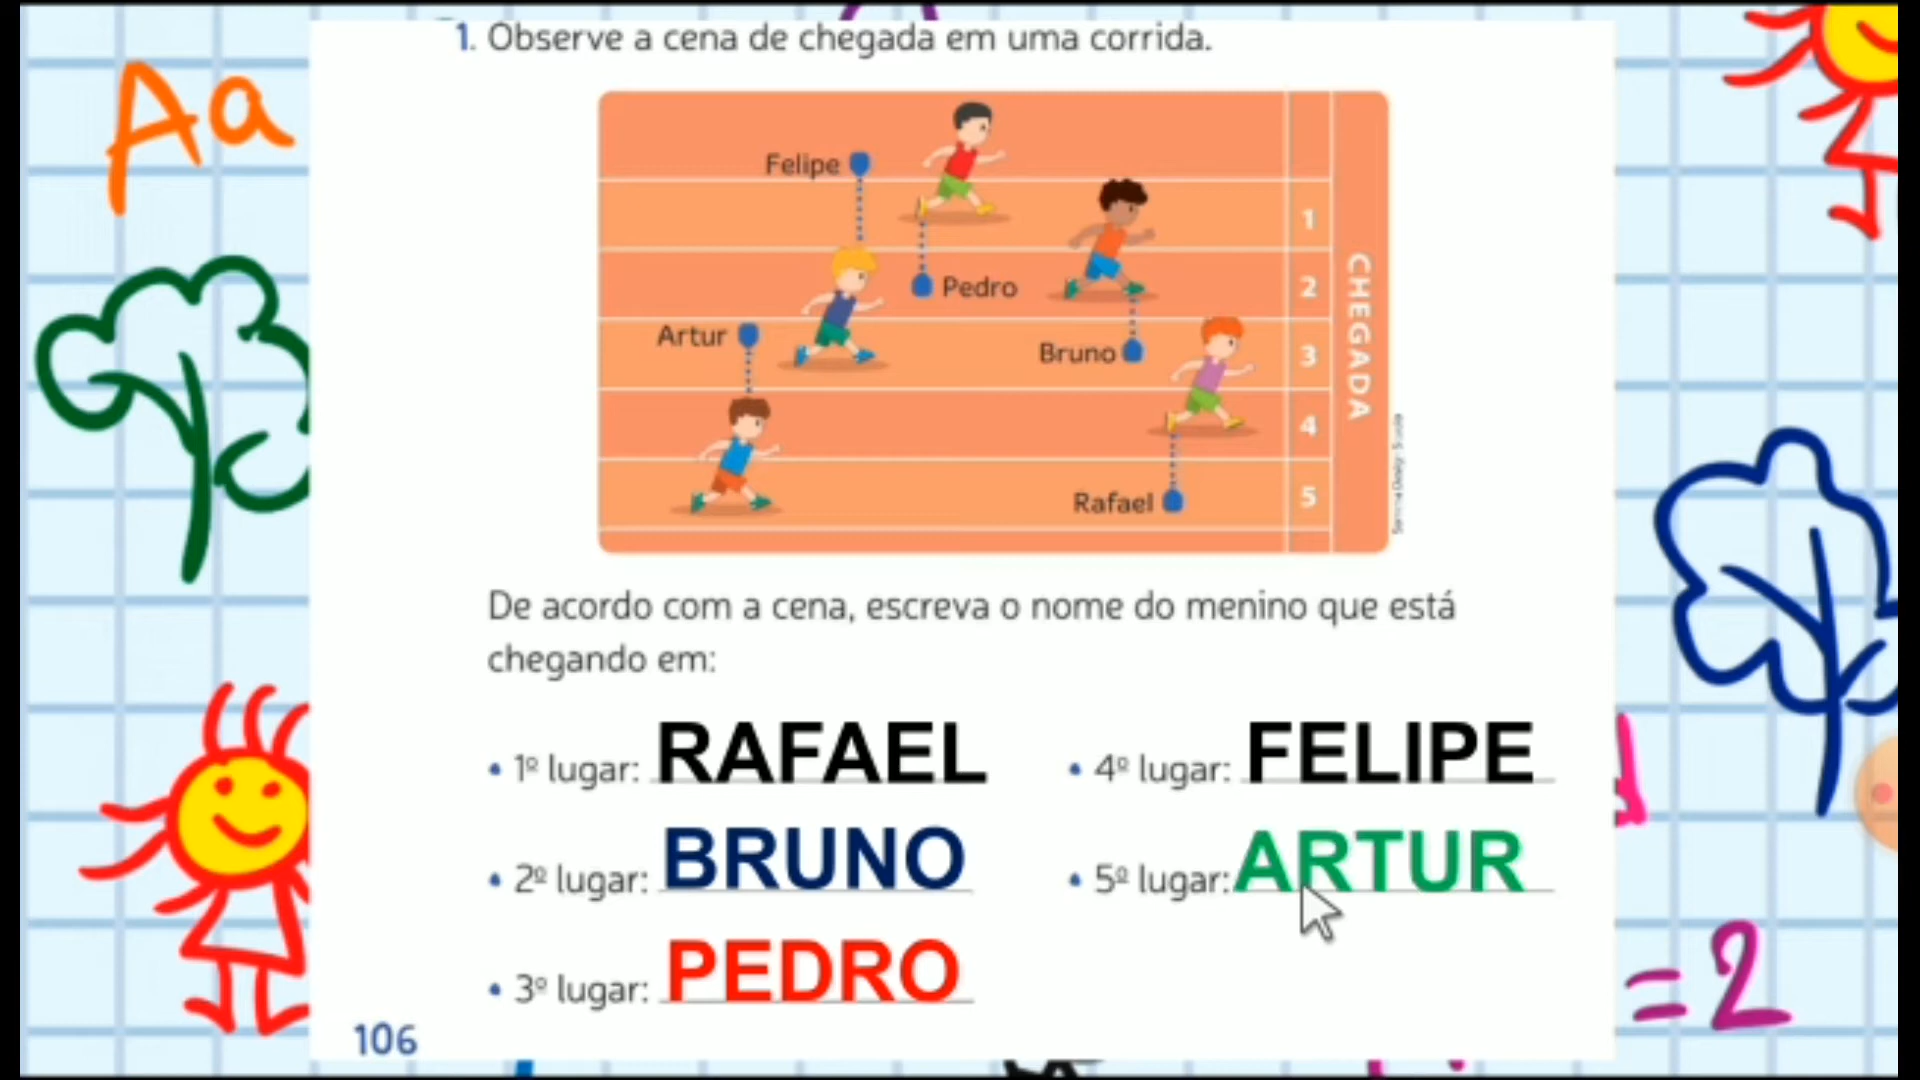 Aa
1. Observe a cena de chegada em uma corrida.
Felipe
1
2
Pedro
Artur
Bruno
3
4
Rafael
5
CHEGADA
De acordo com a cena, escreva o nome do menino que está
chegando em:
• 1º lugar: RAFAEL
• 4º lugar: FELIPE
• 2º lugar: BRUNO
• 5º lugar: ARTUR
• 3º lugar: PEDRO
106
=2